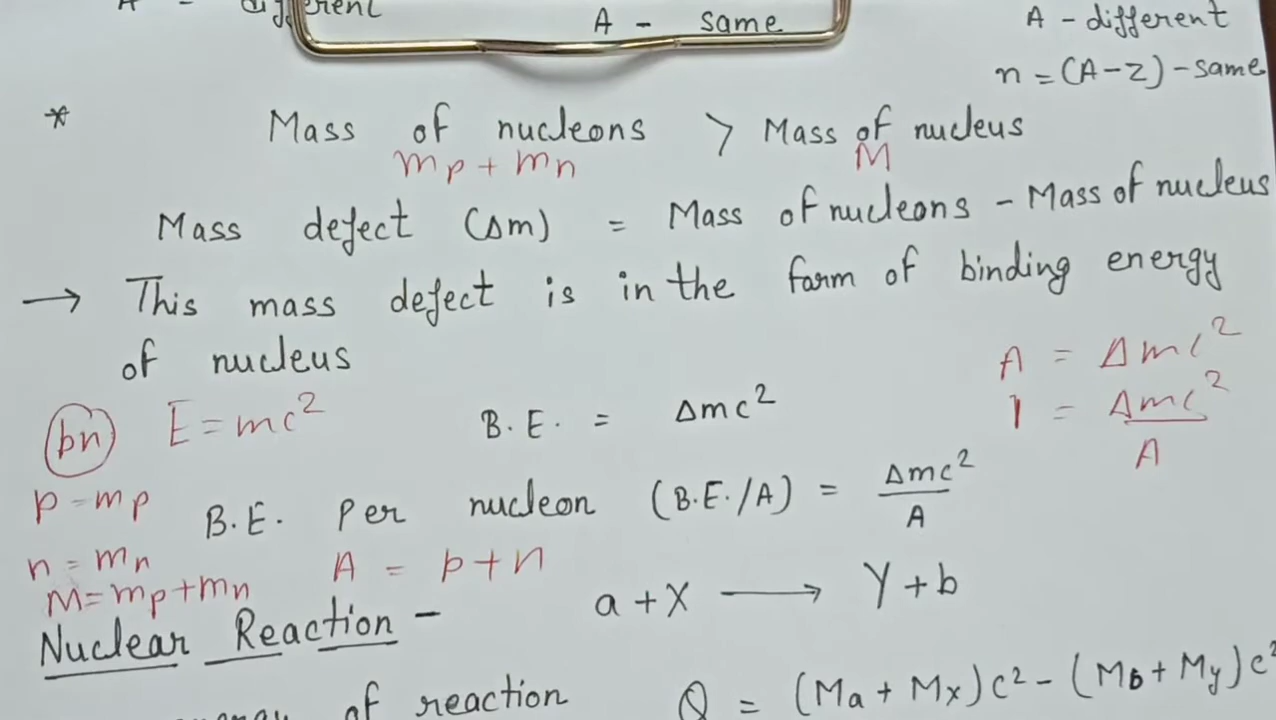 different
A - same
A - different
n = (A-Z) - same
* Mass of nucleons > Mass of nucleus
mp + mn M
Mass defect (Δm) = Mass of nucleons - Mass of nucleus
→ This mass defect is in the form of binding energy
of nucleus
A = Δmc²
(pn) E = mc² B.E. = Δmc² 1 = Δmc²/A
p = mp
B.E. Per nucleon (B.E./A) = Δmc²/A
n = mn A = p+n
M = mp+mn a + X → Y + b
Nuclear Reaction -
of reaction Q = (Ma + Mx)c² - (Mb + My)c²